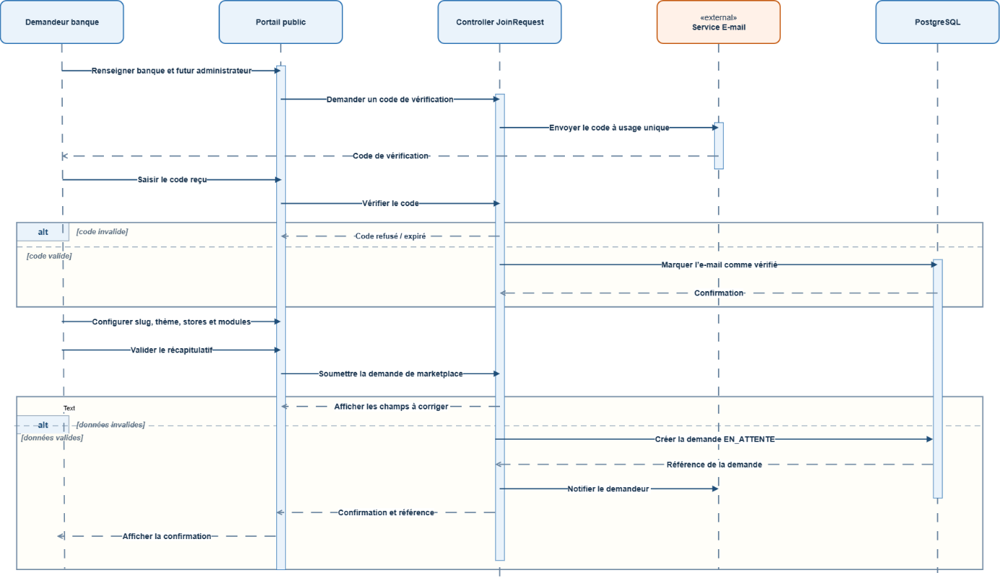 Demandeur banque
Portail public
Controller JoinRequest
«external»
Service E-mail
PostgreSQL
Renseigner banque et futur administrateur
Demander un code de vérification
Envoyer le code à usage unique
Code de vérification
Saisir le code reçu
Vérifier le code
alt
[code invalide]
Code refusé / expiré
[code valide]
Marquer l'e-mail comme vérifié
Confirmation
Configurer slug, thème, stores et modules
Valider le récapitulatif
Soumettre la demande de marketplace
Text
Afficher les champs à corriger
alt
[données invalides]
[données valides]
Créer la demande EN_ATTENTE
Référence de la demande
Notifier le demandeur
Confirmation et référence
Afficher la confirmation